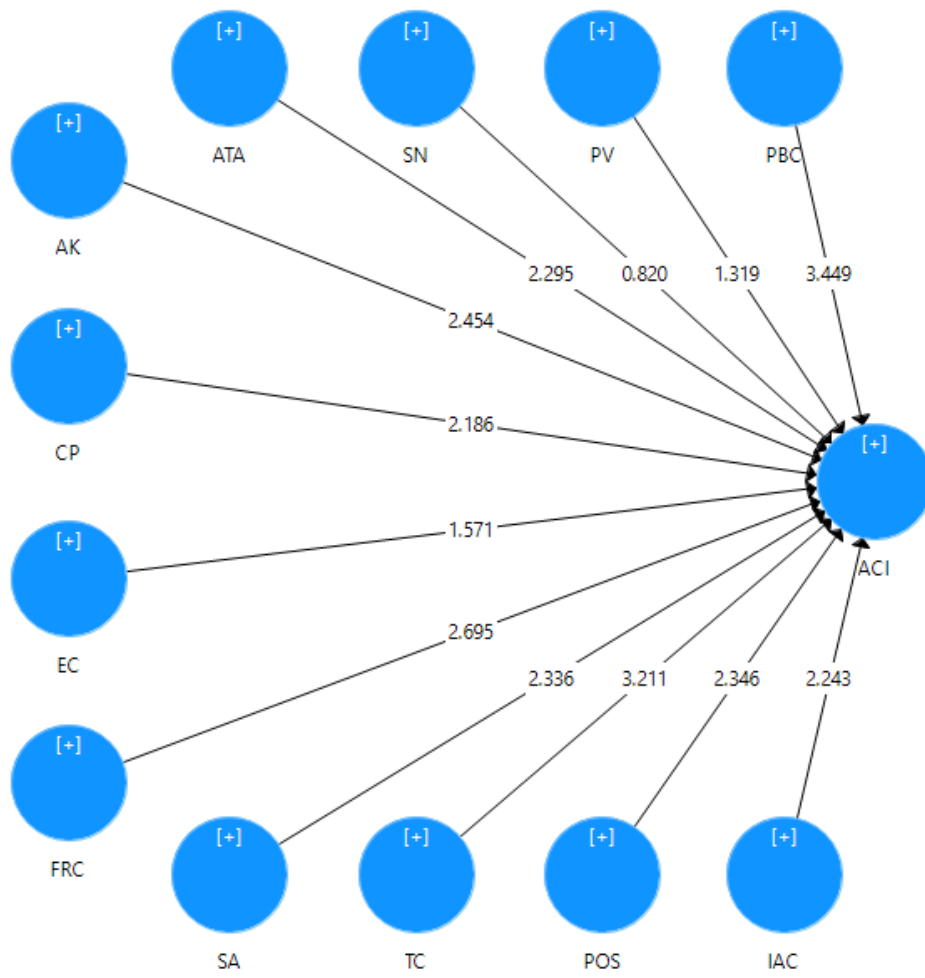 [+]
[+]
[+]
[+]
ATA
SN
PV
PBC
[+]
AK
2.295
0.820
1.319
3.449
2.454
[+]
CP
2.186
[+]
ACI
[+]
EC
1.571
2.695
2.336
3.211
2.346
2.243
[+]
FRC
[+]
[+]
[+]
[+]
SA
TC
POS
IAC